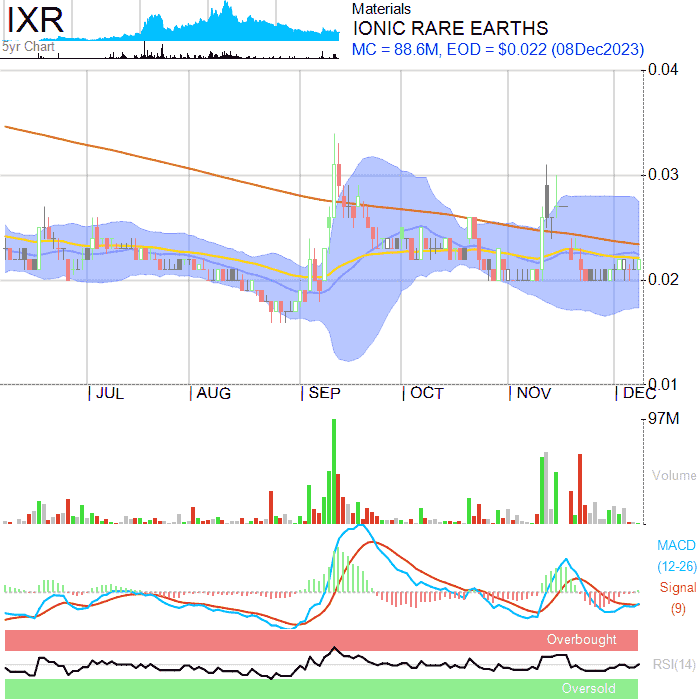 IXR
Materials
IONIC RARE EARTHS
MC = 88.6M, EOD = $0.022 (08Dec2023)
5yr Chart
0.04
0.03
0.02
0.01
JUL AUG SEP OCT NOV DEC
97M
Volume
MACD
(12-26)
Signal
(9)
Overbought
RSI(14)
Oversold